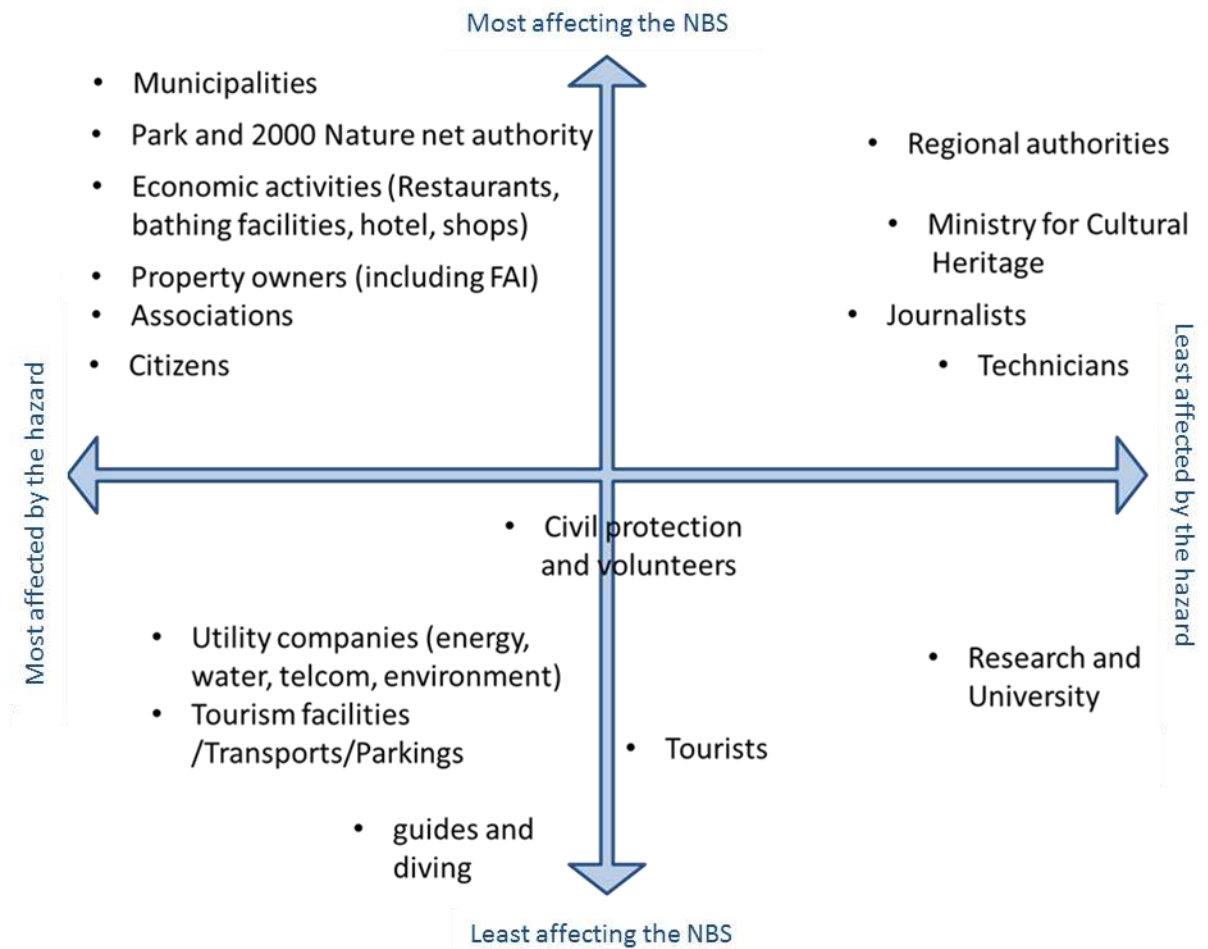 Most affecting the NBS
• Municipalities
• Park and 2000 Nature net authority
• Economic activities (Restaurants,
bathing facilities, hotel, shops)
• Property owners (including FAI)
• Associations
• Citizens
• Regional authorities
• Ministry for Cultural
Heritage
• Journalists
• Technicians
Most affected by the hazard
Least affected by the hazard
• Civil protection
and volunteers
• Utility companies (energy,
water, telcom, environment)
• Tourism facilities
/Transports/Parkings
• guides and
diving
• Research and
University
• Tourists
Least affecting the NBS